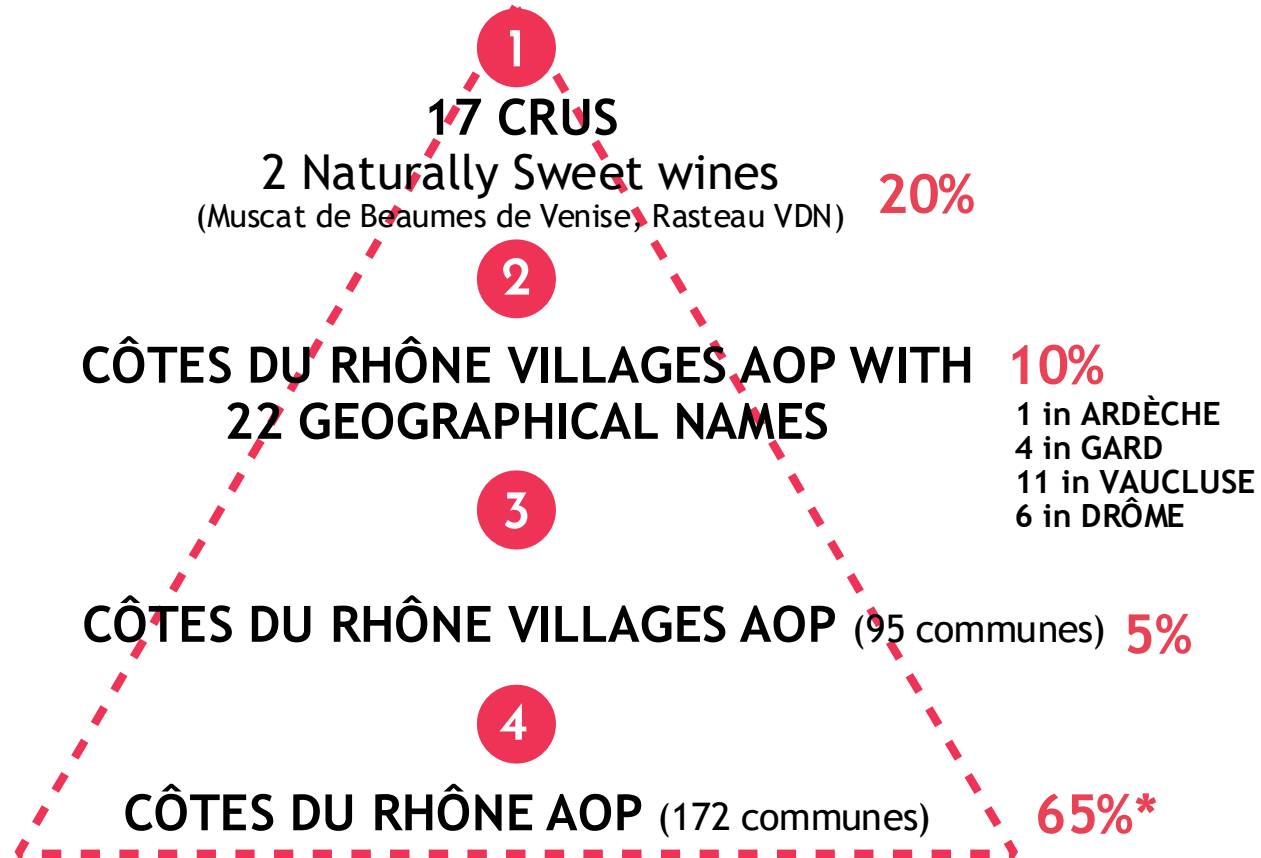 1
17 CRUS
2 Naturally Sweet wines
(Muscat de Beaumes de Venise, Rasteau VDN)
20%
2
CÔTES DU RHÔNE VILLAGES AOP WITH
22 GEOGRAPHICAL NAMES
10%
1 in ARDÈCHE
4 in GARD
11 in VAUCLUSE
6 in DRÔME
3
CÔTES DU RHÔNE VILLAGES AOP (95 communes) 5%
4
CÔTES DU RHÔNE AOP (172 communes) 65%*